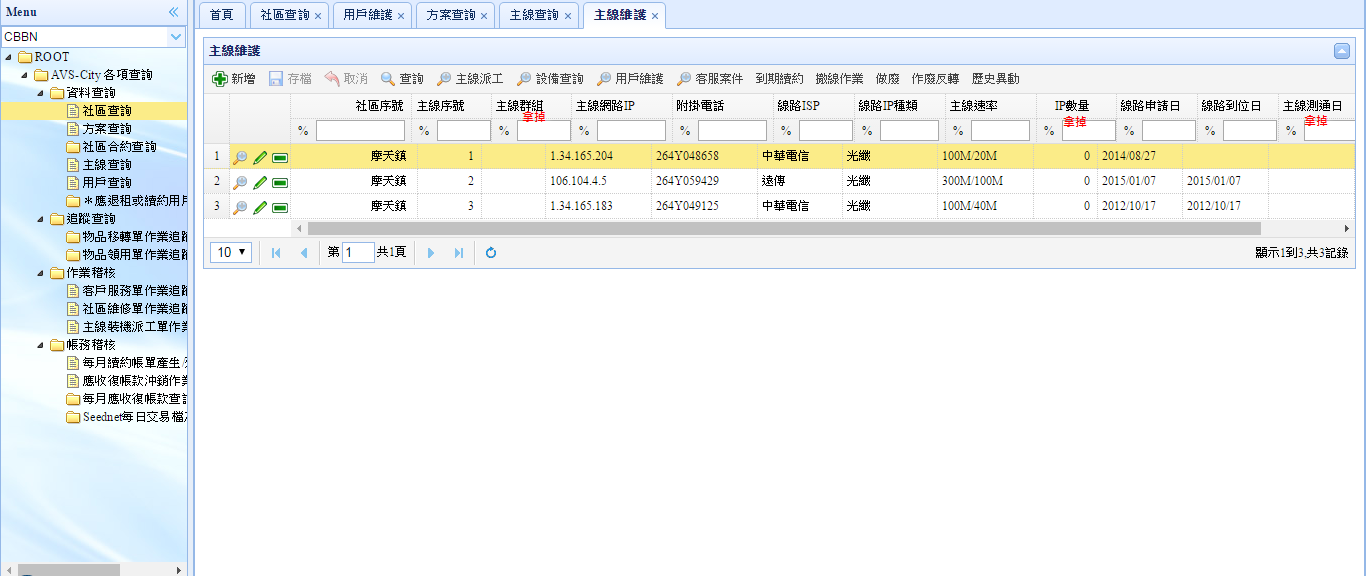 Menu
CBBN
ROOT
AVS-City 各項查詢
資料查詢
社區查詢
方案查詢
社區合約查詢
主線查詢
用戶查詢
＊應退租或續約用戶
追蹤查詢
物品移轉單作業追蹤
物品領用單作業追蹤
作業稽核
客戶服務單作業追蹤
社區維修單作業追蹤
主線裝機派工單作業
帳務稽核
每月續約帳單產生
應收復帳款沖銷作業
每月應收復帳款查詢
Seednet每日交易檔
首頁 社區查詢 用戶維護 方案查詢 主線查詢 主線維護
主線維護
新增 存檔 取消 查詢 主線派工 設備查詢 用戶維護 客服案件 到期續約 撤線作業 做廢 作廢反轉 歷史異動
社區序號 主線序號 主線群組 主線網路IP 附掛電話 線路ISP 線路IP種類 主線速率 IP數量 線路申請日 線路到位日 主線測通日
拿掉 拿掉 拿掉
% % % % % % % % % % % %
1 摩天鎮 1 1.34.165.204 264Y048658 中華電信 光纖 100M/20M 0 2014/08/27
2 摩天鎮 2 106.104.4.5 264Y059429 遠傳 光纖 300M/100M 0 2015/01/07 2015/01/07
3 摩天鎮 3 1.34.165.183 264Y049125 中華電信 光纖 100M/40M 0 2012/10/17 2012/10/17
10 第 1 共1頁 顯示1到3,共3記錄